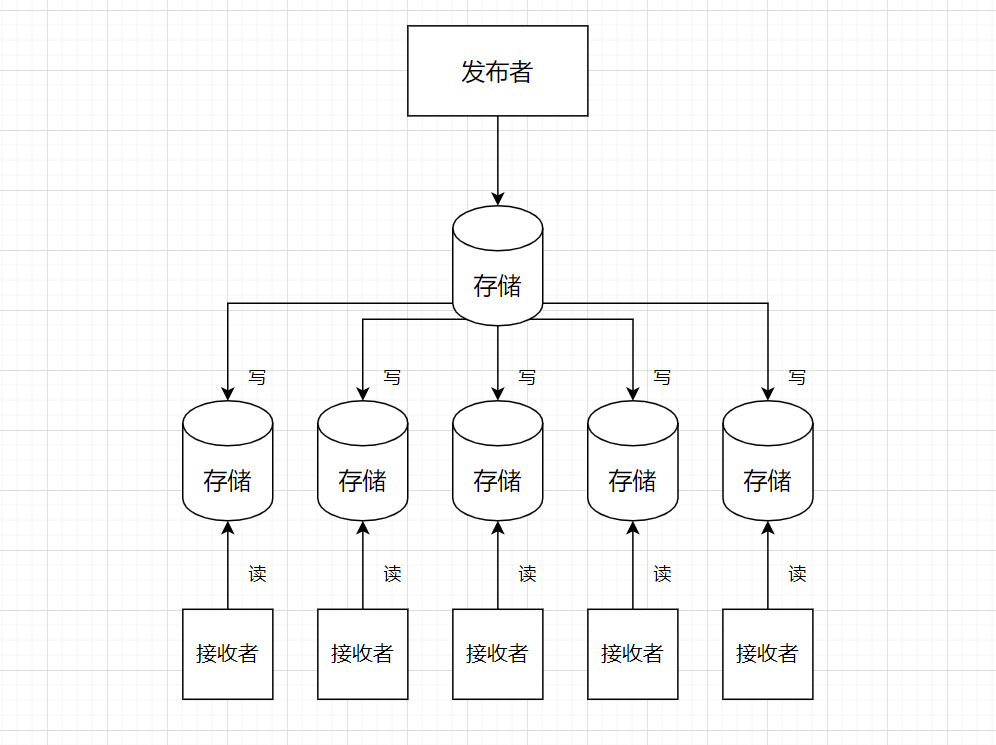 发布者
存储
写 写 写 写 写
存储 存储 存储 存储 存储
读 读 读 读 读
接收者 接收者 接收者 接收者 接收者